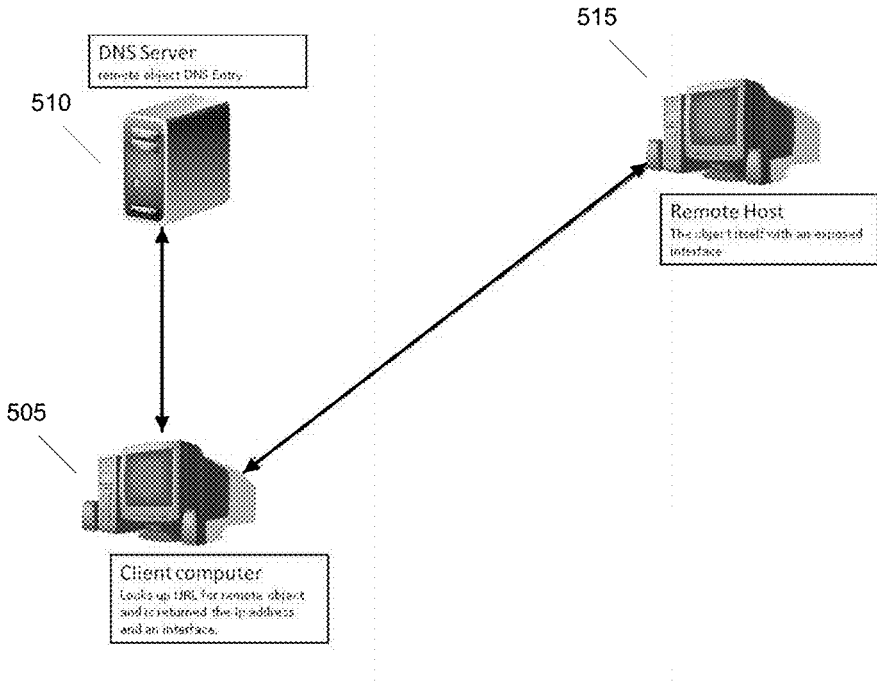 515
DNS Server
remote object DNS Entry
510
Remote Host
The object itself with an exposed
interface
505
Client computer
Looks up URL for remote object
and is returned the ip address
and an interface.